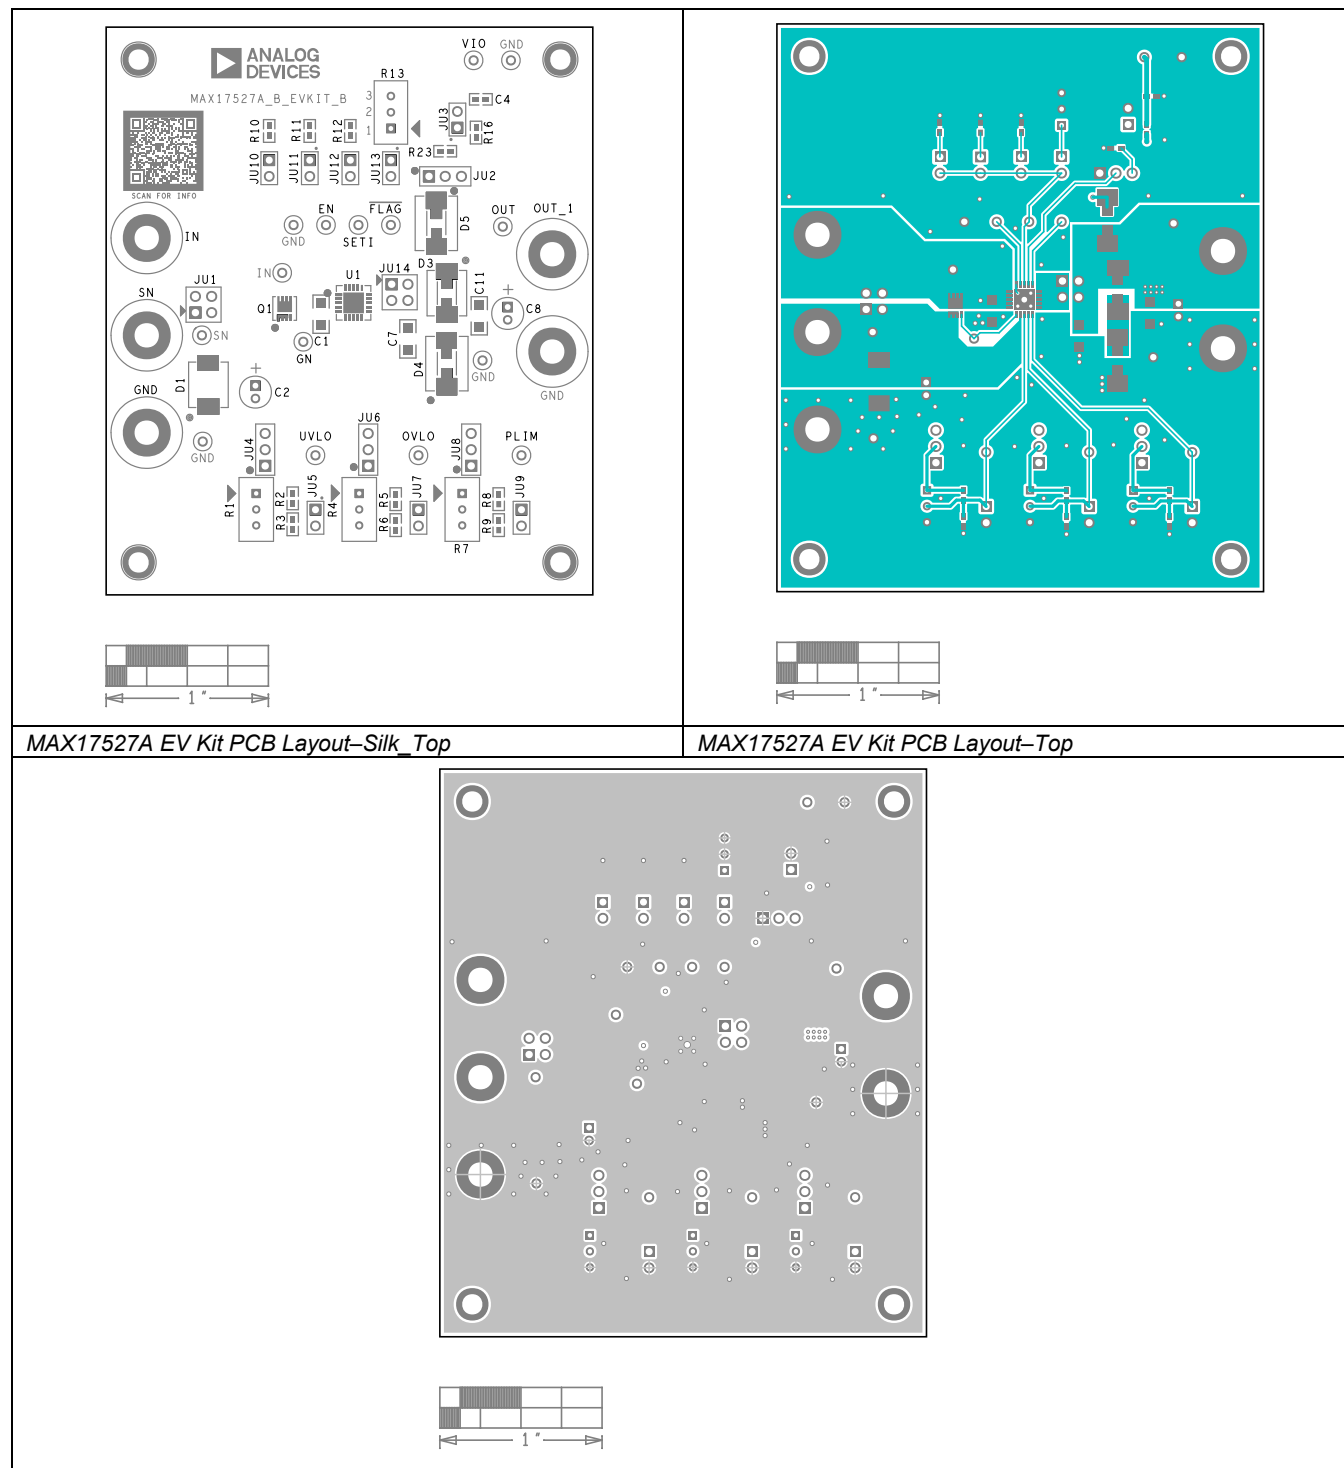 ANALOG
DEVICES
VIO
GND
R13
MAX17527A_B_EVKIT_B
3
2
1
C4
JU3
R16
R10
R11
R12
R23
JU10
JU11
JU12
JU13
JU2
SCAN FOR INFO
IN
GND
EN
SETI
FLAG
D5
OUT
OUT_1
IN
JU1
U1
JU14
D3
C11
SN
Q1
C1
C8
SN
GN
C7
D4
GND
GND
D1
C2
GND
GND
JU4
UVLO
JU6
OVLO
JU8
PLIM
R1
R2
R3
JU5
R4
R5
R6
JU7
R7
R8
R9
JU9
1"
1"
MAX17527A EV Kit PCB Layout–Silk_Top
MAX17527A EV Kit PCB Layout–Top
1"